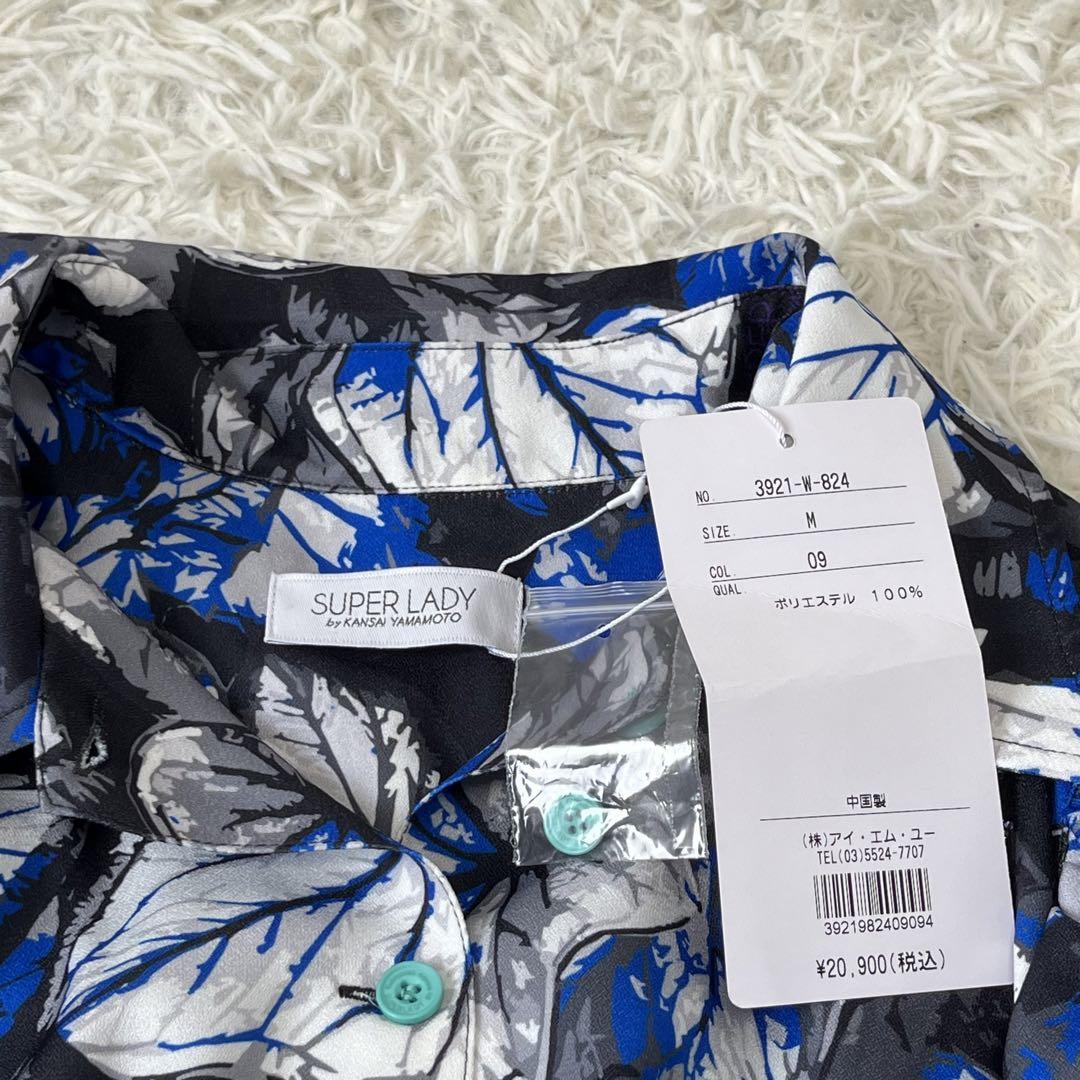 SUPER LADY
by KANSAI YAMAMOTO
NO. 3921-W-824
SIZE. M
COL. 09
QUAL. ポリエステル 100%
中国製
(株)アイ・エム・ユー
TEL(03)5524-7707
3921982409094
¥20,900(税込)